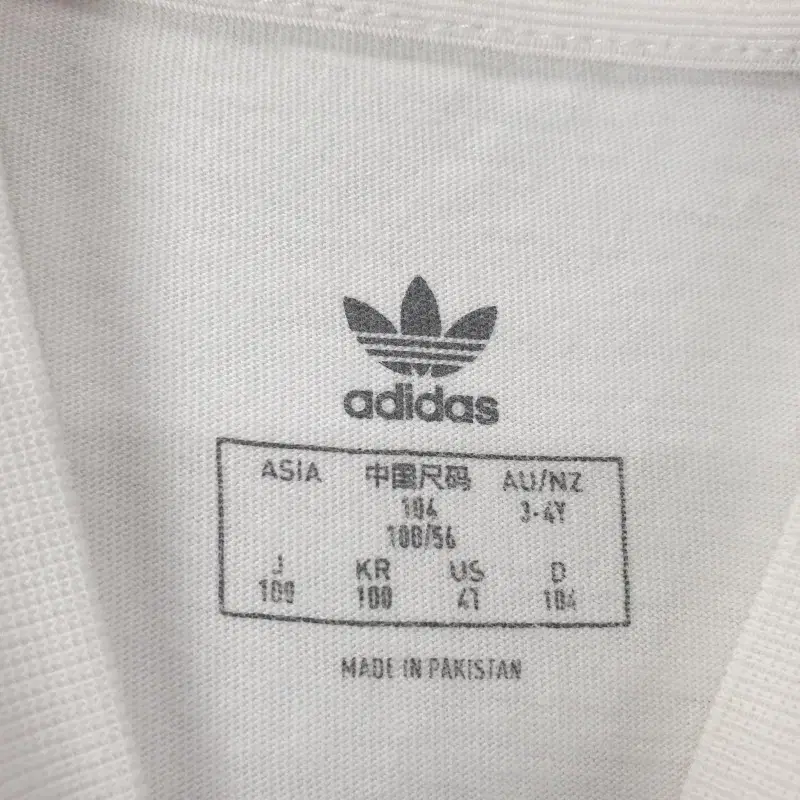 adidas
ASIA 中国尺码 AU/NZ
104 3-4Y
100/56
J KR US D
100 100 4T 104
MADE IN PAKISTAN